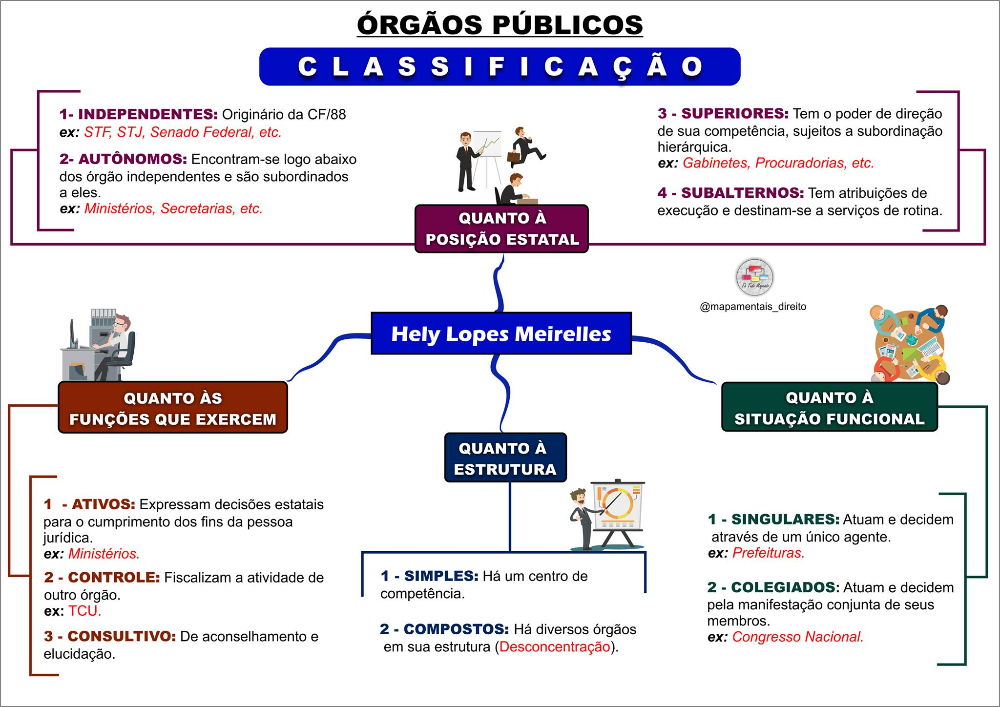 ÓRGÃOS PÚBLICOS
CLASSIFICAÇÃO
1- INDEPENDENTES: Originário da CF/88
ex: STF, STJ, Senado Federal, etc.
2- AUTÔNOMOS: Encontram-se logo abaixo
dos órgão independentes e são subordinados
a eles.
ex: Ministérios, Secretarias, etc.
3 - SUPERIORES: Tem o poder de direção
de sua competência, sujeitos a subordinação
hierárquica.
ex: Gabinetes, Procuradorias, etc.
4 - SUBALTERNOS: Tem atribuições de
execução e destinam-se a serviços de rotina.
QUANTO À
POSIÇÃO ESTATAL
Tá Tudo Mapeado
@mapamentais_direito
Hely Lopes Meirelles
QUANTO ÀS
FUNÇÕES QUE EXERCEM
1 - ATIVOS: Expressam decisões estatais
para o cumprimento dos fins da pessoa
jurídica.
ex: Ministérios.
2 - CONTROLE: Fiscalizam a atividade de
outro órgão.
ex: TCU.
3 - CONSULTIVO: De aconselhamento e
elucidação.
QUANTO À
ESTRUTURA
1 - SIMPLES: Há um centro de
competência.
2 - COMPOSTOS: Há diversos órgãos
em sua estrutura (Desconcentração).
QUANTO À
SITUAÇÃO FUNCIONAL
1 - SINGULARES: Atuam e decidem
através de um único agente.
ex: Prefeituras.
2 - COLEGIADOS: Atuam e decidem
pela manifestação conjunta de seus
membros.
ex: Congresso Nacional.